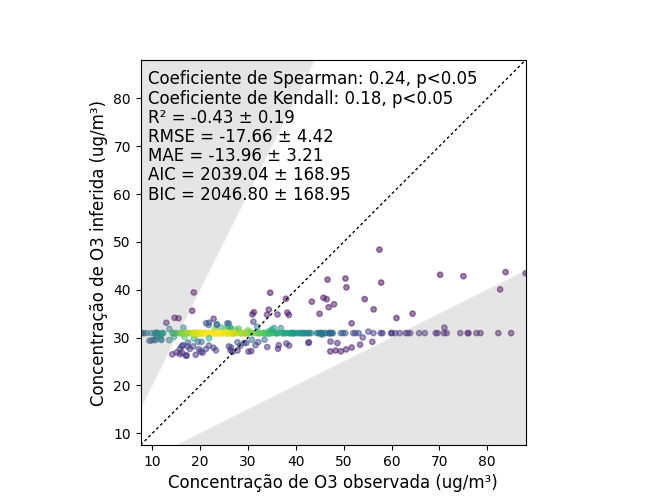 Coeficiente de Spearman: 0.24, p<0.05
Coeficiente de Kendall: 0.18, p<0.05
R² = -0.43 ± 0.19
RMSE = -17.66 ± 4.42
MAE = -13.96 ± 3.21
AIC = 2039.04 ± 168.95
BIC = 2046.80 ± 168.95
Concentração de O3 inferida (ug/m³)
80
70
60
50
40
30
20
10
10 20 30 40 50 60 70 80
Concentração de O3 observada (ug/m³)